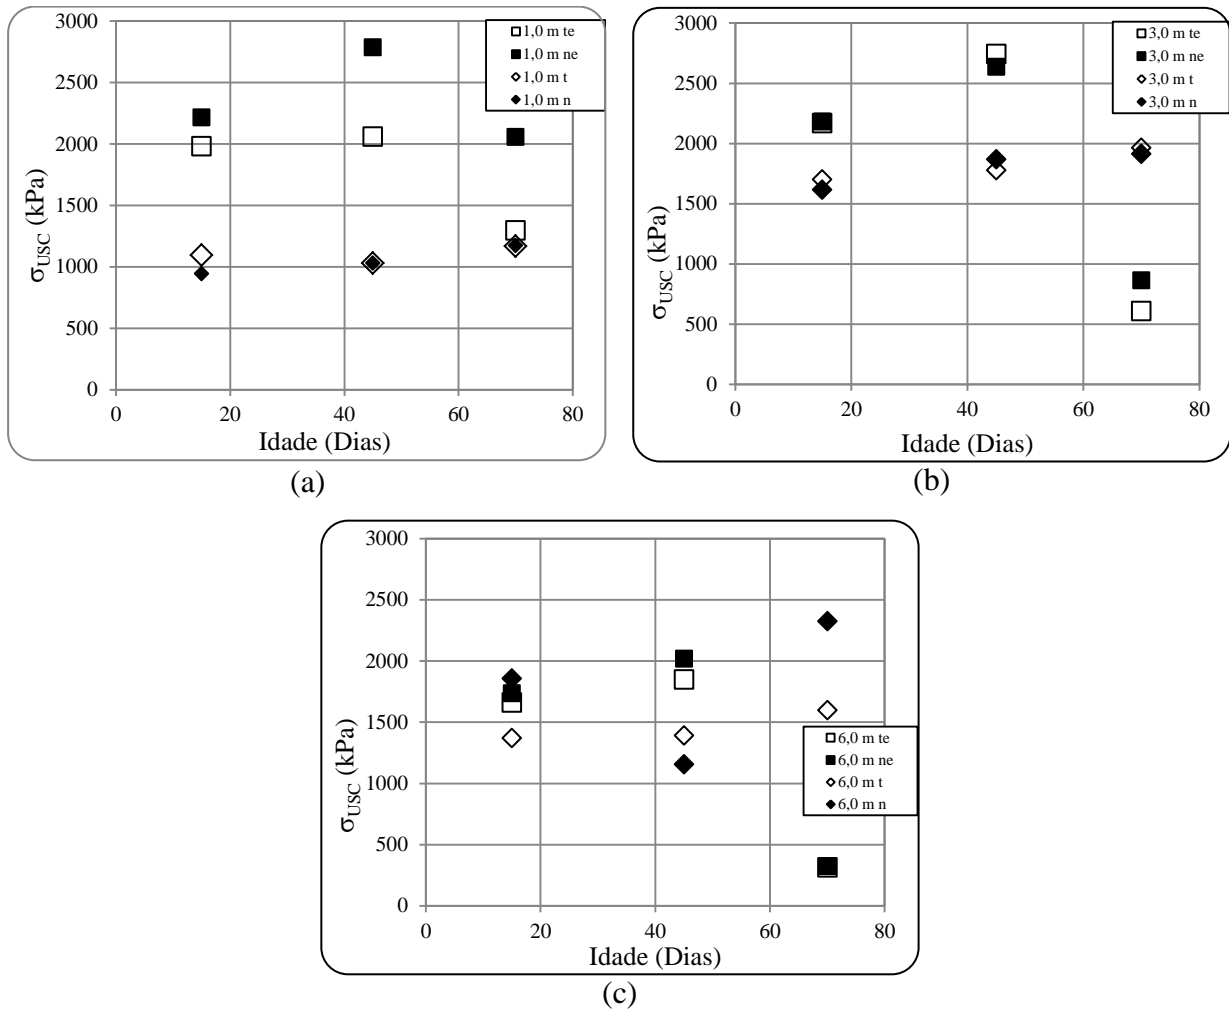 3000
2500
2000
1500
1000
500
0
σUSC (kPa)
0 20 40 60 80
Idade (Dias)
1,0 m te
1,0 m ne
1,0 m t
1,0 m n
(a)
3000
2500
2000
1500
1000
500
0
σUSC (kPa)
0 20 40 60 80
Idade (Dias)
3,0 m te
3,0 m ne
3,0 m t
3,0 m n
(b)
3000
2500
2000
1500
1000
500
0
σUSC (kPa)
0 20 40 60 80
Idade (Dias)
6,0 m te
6,0 m ne
6,0 m t
6,0 m n
(c)